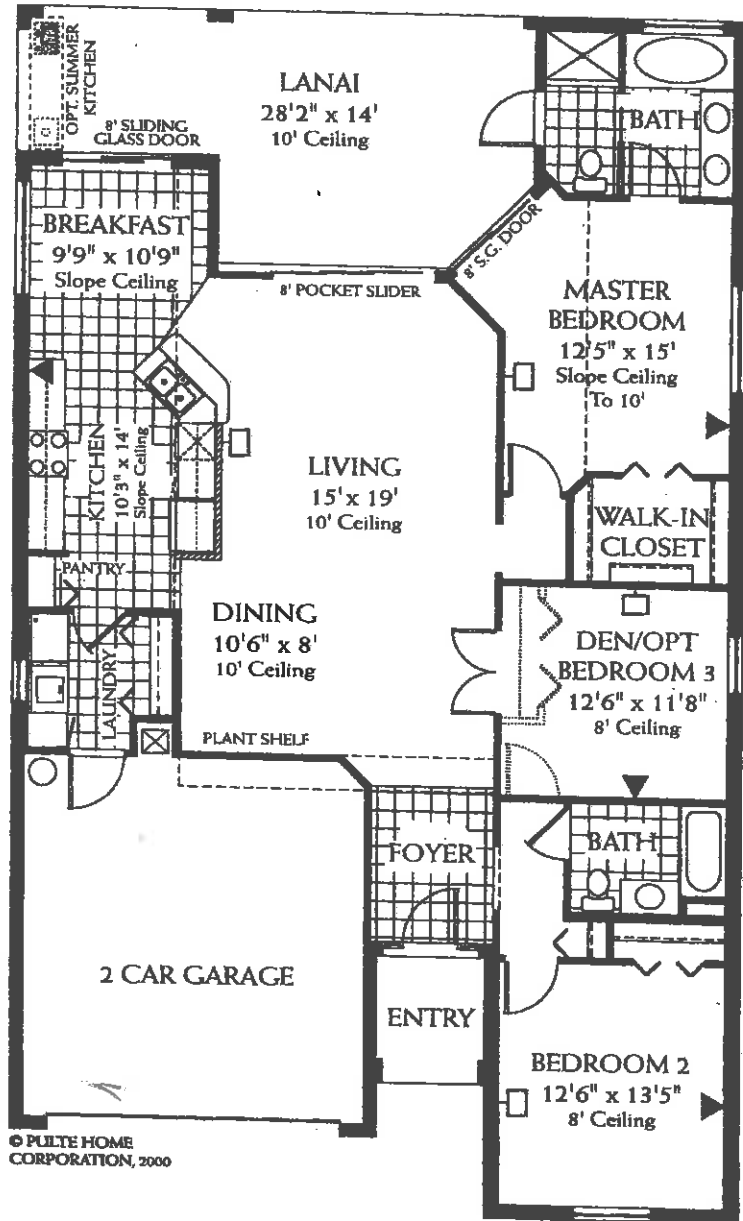 OPT. SUMMER
KITCHEN
LANAI
28'2" x 14'
10' Ceiling
8' SLIDING
GLASS DOOR
BATH
BREAKFAST
9'9" x 10'9"
Slope Ceiling
8' S.G. DOOR
8' POCKET SLIDER
MASTER
BEDROOM
12'5" x 15'
Slope Ceiling
To 10'
KITCHEN
10'3" x 14'
Slope Ceiling
LIVING
15' x 19'
10' Ceiling
WALK-IN
CLOSET
PANTRY
DINING
10'6" x 8'
10' Ceiling
DEN/OPT
BEDROOM 3
12'6" x 11'8"
8' Ceiling
LAUNDRY
PLANT SHELF
FOYER
BATH
2 CAR GARAGE
ENTRY
BEDROOM 2
12'6" x 13'5"
8' Ceiling
© PULTE HOME
CORPORATION, 2000